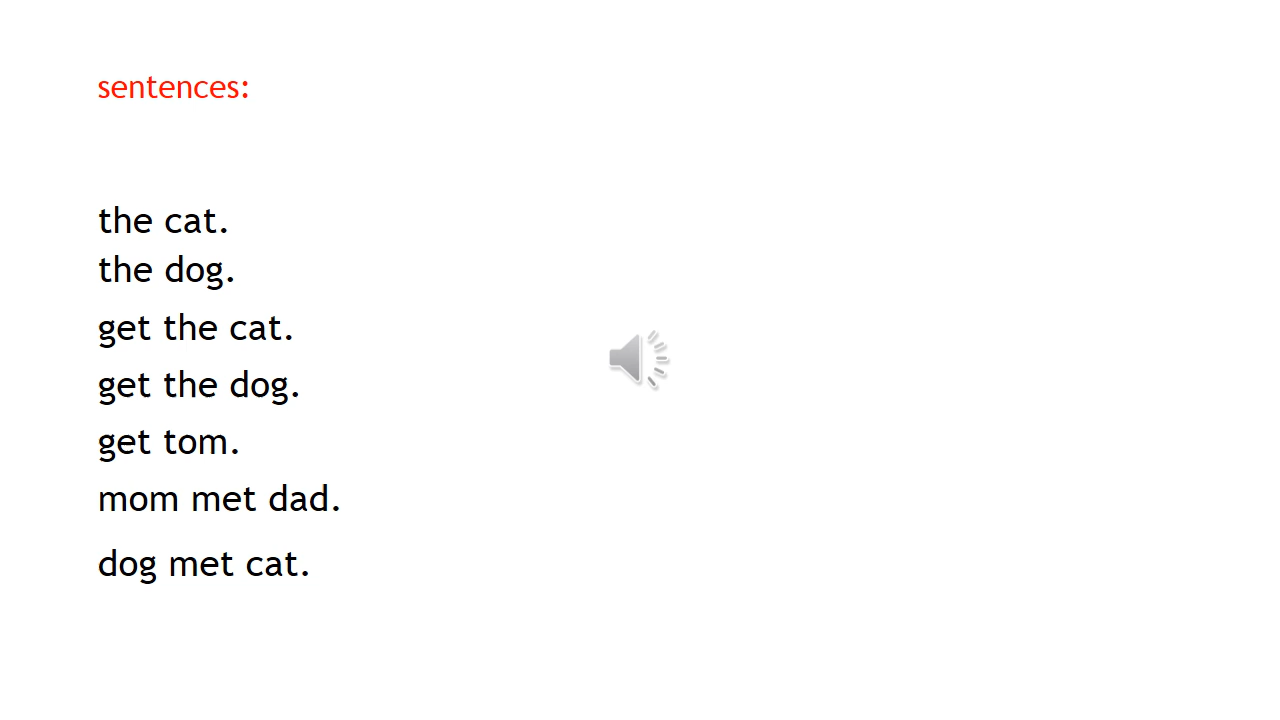 sentences:
the cat.
the dog.
get the cat.
get the dog.
get tom.
mom met dad.
dog met cat.